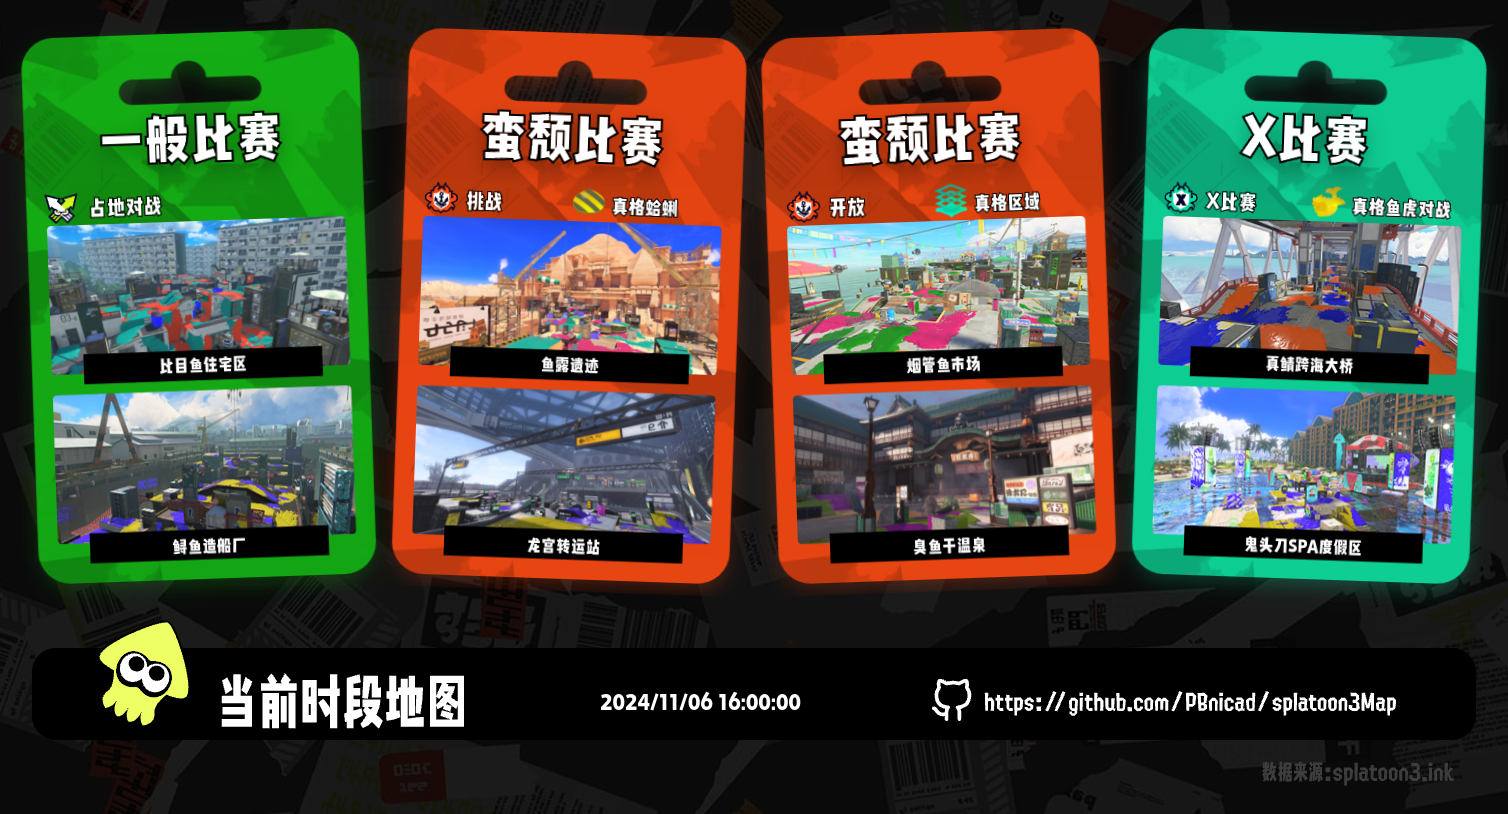 一般比赛
占地对战
比目鱼住宅区
鲟鱼造船厂
蛮颓比赛
挑战
真格蛤蜊
鱼露遗迹
龙宫转运站
蛮颓比赛
开放
真格区域
烟管鱼市场
臭鱼干温泉
X比赛
X比赛
真格鱼虎对战
真鲭跨海大桥
鬼头刀SPA度假区
当前时段地图
2024/11/06 16:00:00
https://github.com/PBnicad/splatoon3Map
数据来源:splatoon3.ink